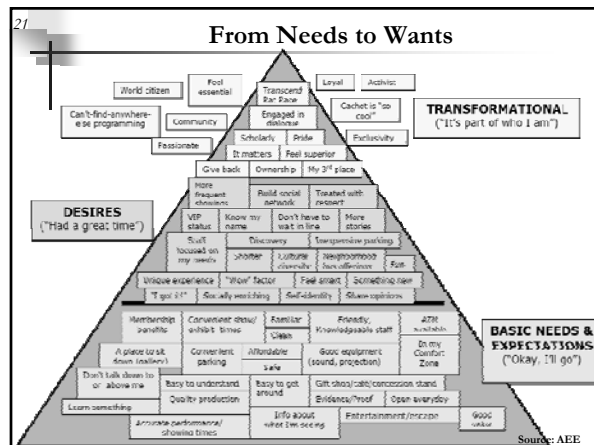 21
From Needs to Wants
World citizen
Feel essential
Loyal
Activist
Transcend Rat Race
Can't-find-anywhere-else programming
Community
Engaged in dialogue
Cachet is "so cool"
TRANSFORMATIONAL
("It's part of who I am")
Passionate
Scholarly
Pride
Exclusivity
It matters
Feel superior
Give back
Ownership
My 3rd place
DESIRES
("Had a great time")
More frequent showings
Build social network
Treated with respect
VIP status
Know my name
Don't have to wait in line
More stories
Staff focused on my needs
Discovery
Inexpensive parking
Shorter
Cultural diversity
Neighborhood
offerings
Fun
Unique experience
"Wow" factor
Feel smart
Something new
"I got it!"
Socially enriching
Self-identity
Share opinions
BASIC NEEDS & EXPECTATIONS
("Okay, I'll go")
Membership benefits
Convenient show/exhibit times
Familiar
Clean
Friendly, Knowledgeable staff
ATM available
A place to sit down (gallery)
Convenient parking
Affordable
Safe
Good equipment (sound, projection)
In my Comfort Zone
Don't talk down to or above me
Easy to understand
Easy to get around
Gift shop/café/concession stand
Learn something
Quality production
Evidence/Proof
Open everyday
Accurate performance/showing times
Info about what I'm seeing
Entertainment/escape
Good value
Source: AEE